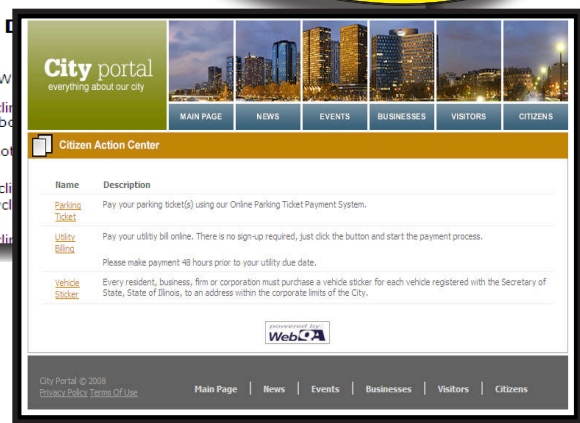 City portal
everything about our city
MAIN PAGE NEWS EVENTS BUSINESSES VISITORS CITIZENS
Citizen Action Center
Name Description
Parking Ticket
Pay your parking ticket(s) using our Online Parking Ticket Payment System.
Utility Billing
Pay your utilitiy bill online. There is no sign-up required, just click the button and start the payment process.
Please make payment 48 hours prior to your utility due date.
Vehicle Sticker
Every resident, business, firm or corporation must purchase a vehicle sticker for each vehicle registered with the Secretary of
State, State of Illinois, to an address within the corporate limits of the City.
powered by:
WebQA
City Portal © 2008
Privacy Policy Terms Of Use
Main Page | News | Events | Businesses | Visitors | Citizens